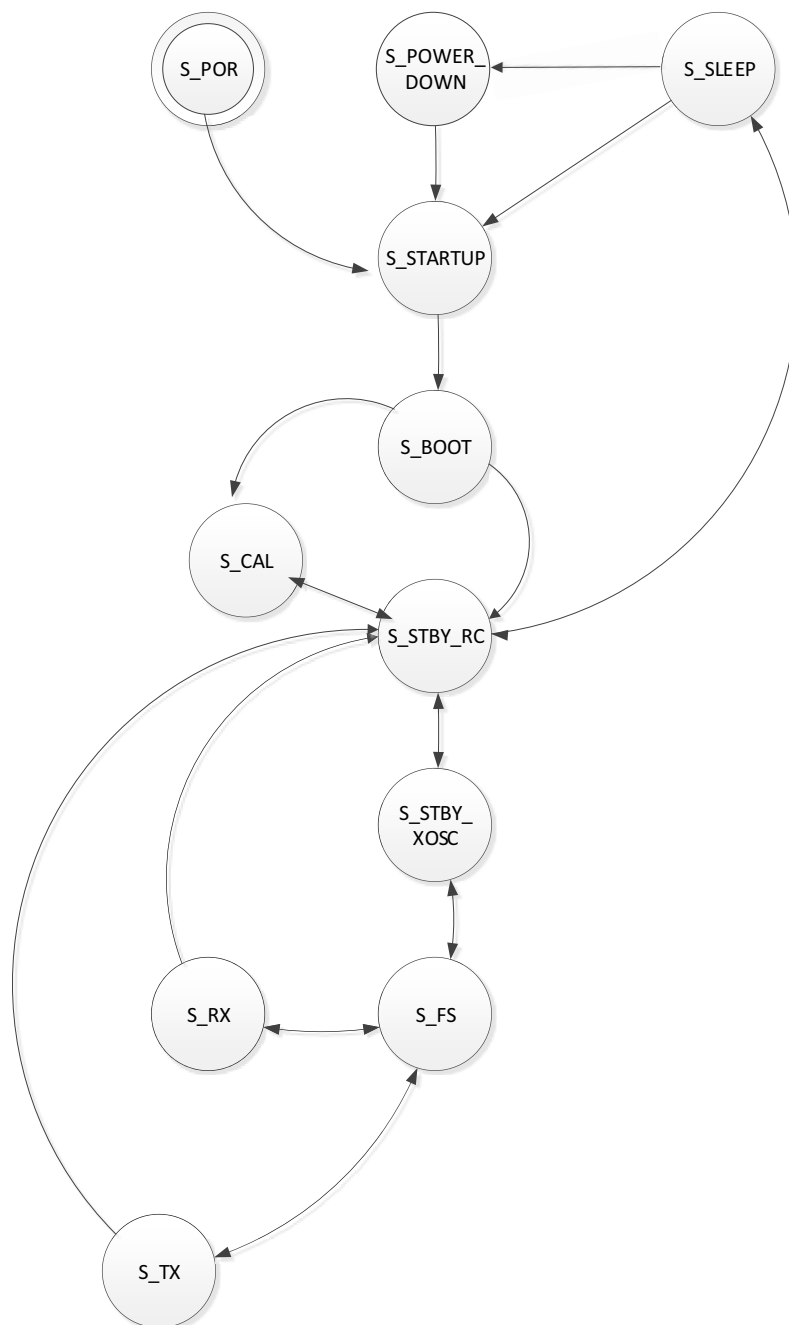 S_POR
S_POWER_
DOWN
S_SLEEP
S_STARTUP
S_BOOT
S_CAL
S_STBY_RC
S_STBY_
XOSC
S_RX
S_FS
S_TX